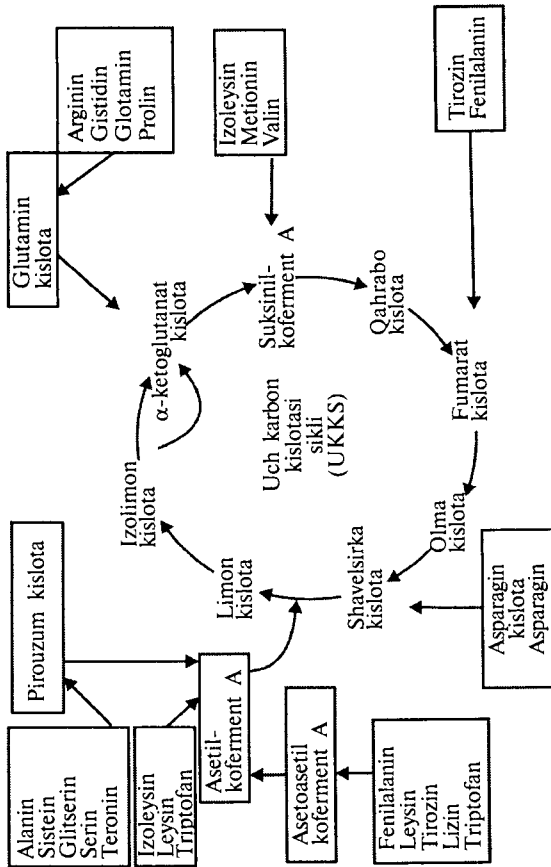 Alanin
Sistein
Glitserin
Serin
Teronin
Pirouzum kislota
Izoleysin
Leysin
Triptofan
Asetil-
koferment A
Asetoasetil
koferment A
Fenilalanin
Leysin
Tirozin
Lizin
Triptofan
Limon
kislota
Izolimon
kislota
α-ketoglutanat
kislota
Glutamin
kislota
Arginin
Gistidin
Glotamin
Prolin
Suksinil-
koferment A
Izoleysin
Metionin
Valin
Qahrabo
kislota
Fumarat
kislota
Tirozin
Fenilalanin
Olma
kislota
Shavelsirka
kislota
Asparagin
kislota
Asparagin
Uch karbon
kislotasi
sikli
(UKKS)